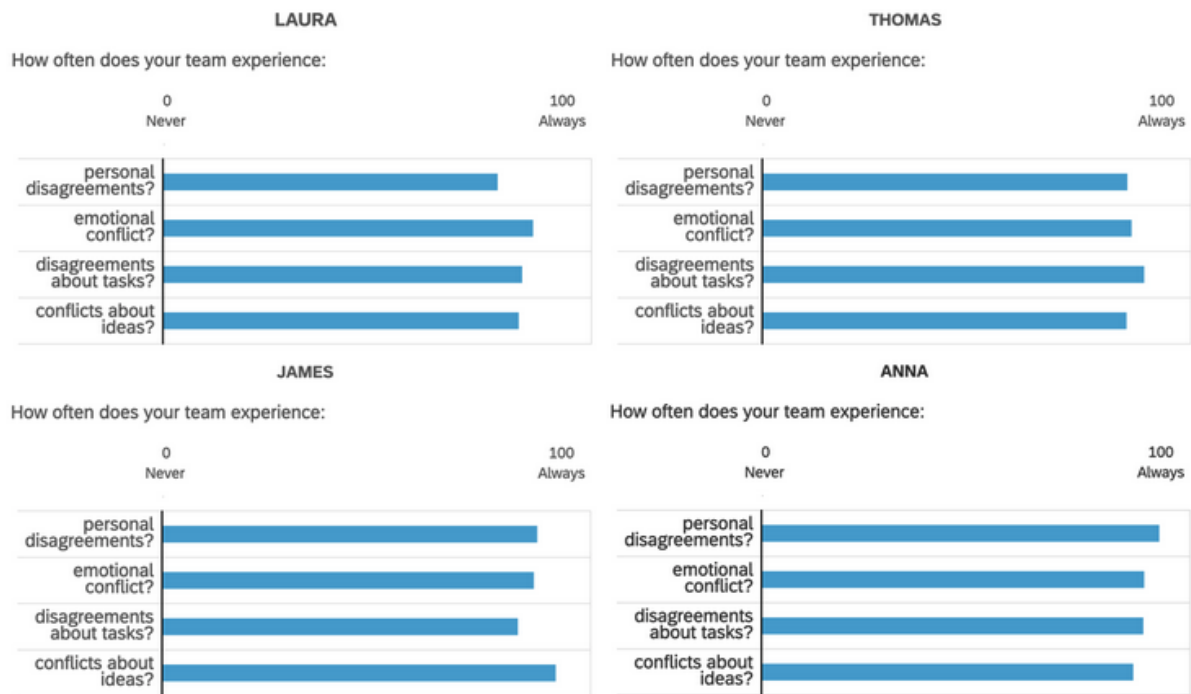 LAURA
How often does your team experience:
0
100
Never
Always
personal
disagreements?
emotional
conflict?
disagreements
about tasks?
conflicts about
ideas?
THOMAS
How often does your team experience:
0
100
Never
Always
personal
disagreements?
emotional
conflict?
disagreements
about tasks?
conflicts about
ideas?
JAMES
How often does your team experience:
0
100
Never
Always
personal
disagreements?
emotional
conflict?
disagreements
about tasks?
conflicts about
ideas?
ANNA
How often does your team experience:
0
100
Never
Always
personal
disagreements?
emotional
conflict?
disagreements
about tasks?
conflicts about
ideas?